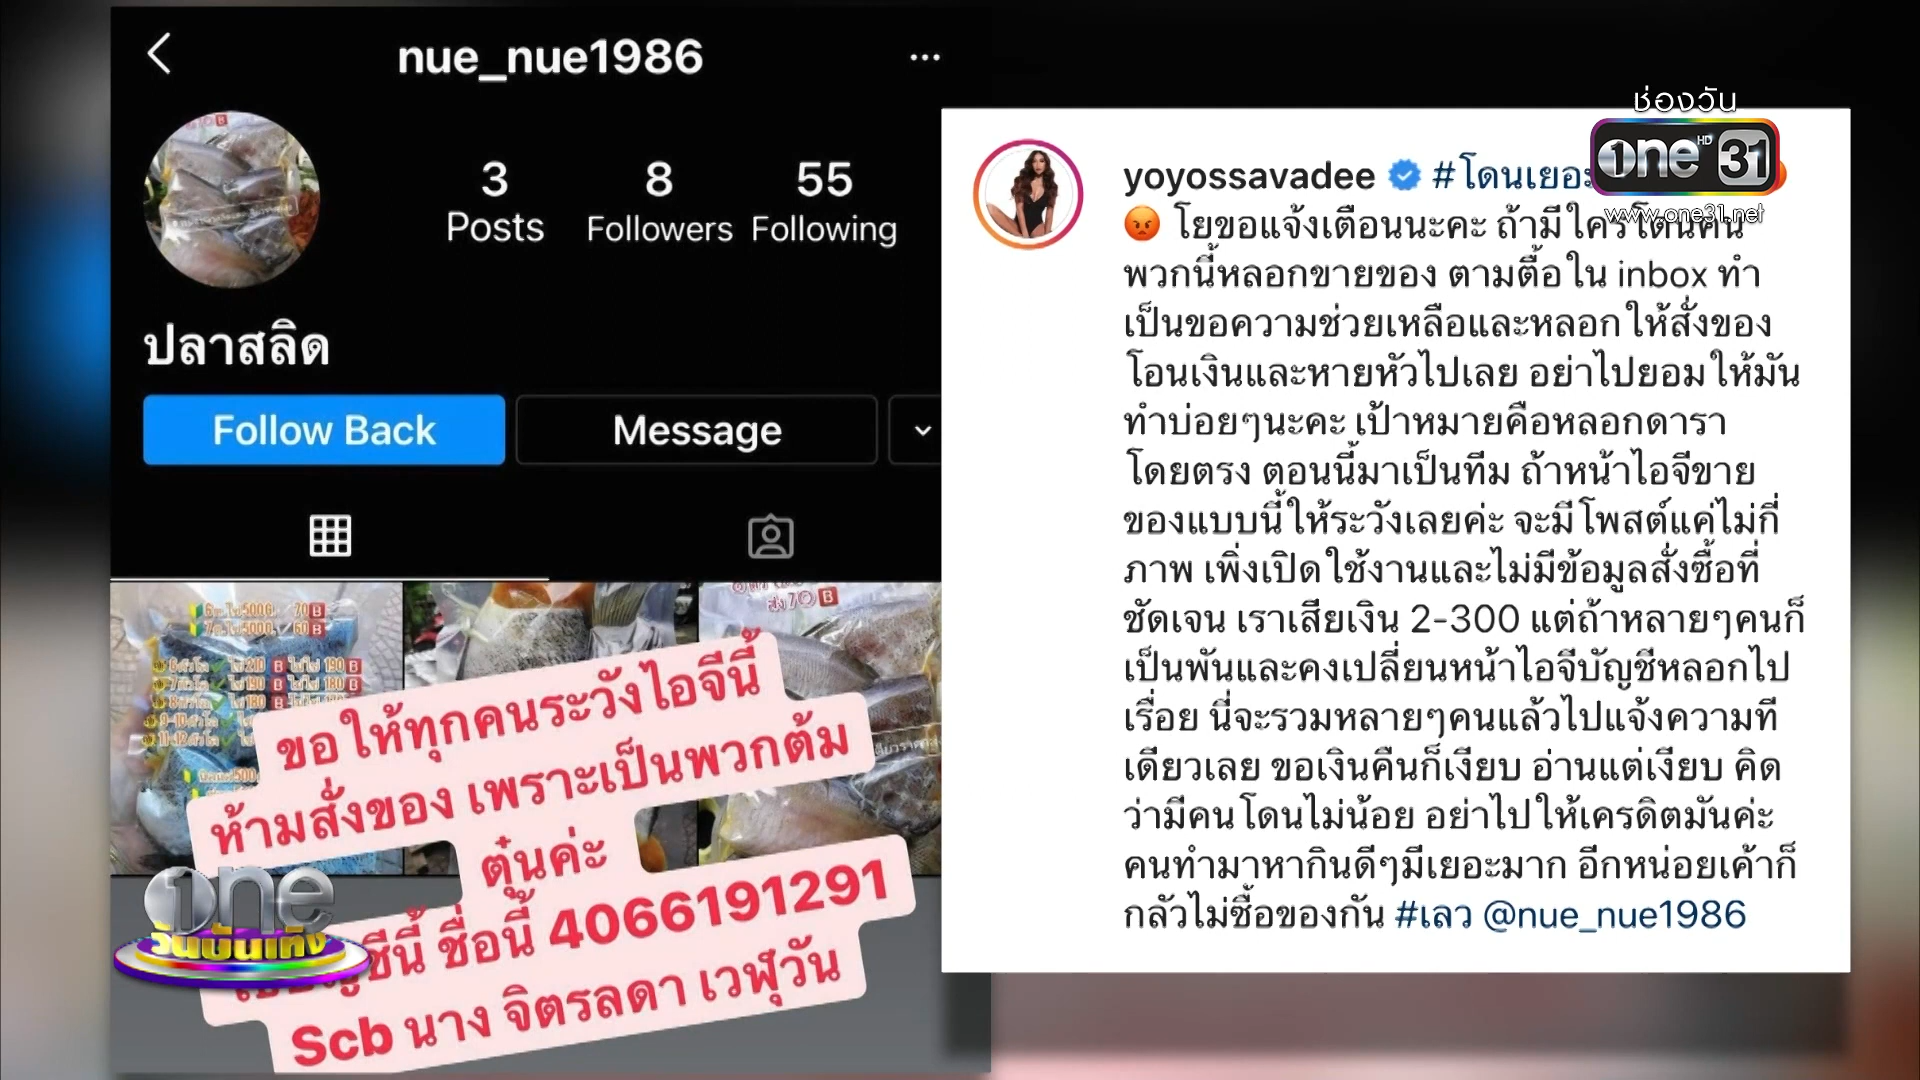 nue_nue1986
3 Posts
8 Followers
55 Following
ปลาสลิด
Follow Back
Message
6ตัว ไข่ 500G 70B
60B
ส่ง 70B
ขอให้ทุกคนระวังไอจีนี้
ห้ามสั่งของ เพราะเป็นพวกต้ม
ตุ๋นค่ะ
ชื่อนี้ 4066191291
Scb นาง จิตรลดา เวฬุวัน
one
วันบันเทิง
ช่องวัน
one HD 31
www.one31.net
yoyossavadee #โดนเยอะ
😡 โยขอแจ้งเตือนนะคะ ถ้ามีใครโดนคน
พวกนี้หลอกขายของ ตามตื้อใน inbox ทำ
เป็นขอความช่วยเหลือและหลอกให้สั่งของ
โอนเงินและหายหัวไปเลย อย่าไปยอมให้มัน
ทำบ่อยๆนะคะ เป้าหมายคือหลอกดารา
โดยตรง ตอนนี้มาเป็นทีม ถ้าหน้าไอจีขาย
ของแบบนี้ให้ระวังเลยค่ะ จะมีโพสต์แค่ไม่กี่
ภาพ เพิ่งเปิดใช้งานและไม่มีข้อมูลสั่งซื้อที่
ชัดเจน เราเสียเงิน 2-300 แต่ถ้าหลายๆคนก็
เป็นพันและคงเปลี่ยนหน้าไอจีบัญชีหลอกไป
เรื่อย นี่จะรวมหลายๆคนแล้วไปแจ้งความที
เดียวเลย ขอเงินคืนก็เงียบ อ่านแต่เงียบ คิด
ว่ามีคนโดนไม่น้อย อย่าไปให้เครดิตมันค่ะ
คนทำมาหากินดีๆมีเยอะมาก อีกหน่อยเค้าก็
กลัวไม่ซื้อของกัน #เลว @nue_nue1986